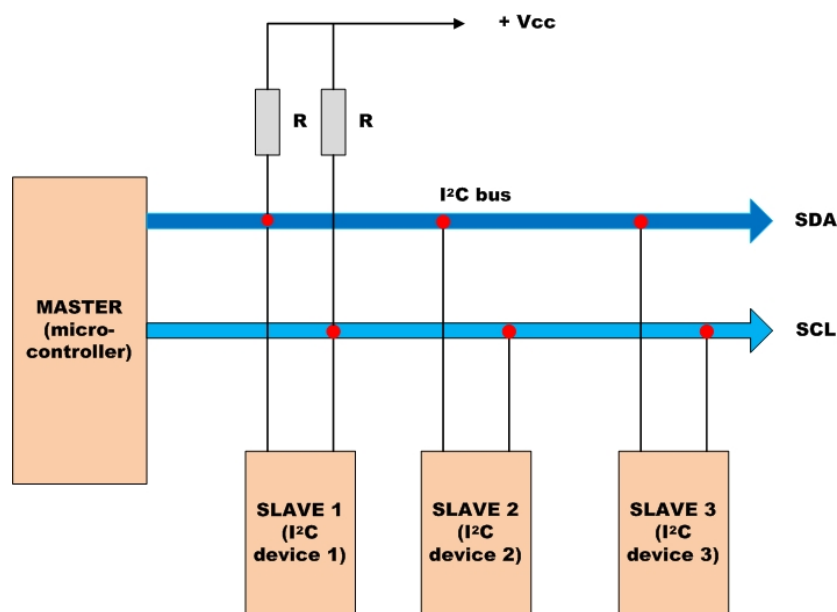 + Vcc
R
R
I²C bus
SDA
MASTER
(micro-
controller)
SCL
SLAVE 1
(I²C
device 1)
SLAVE 2
(I²C
device 2)
SLAVE 3
(I²C
device 3)